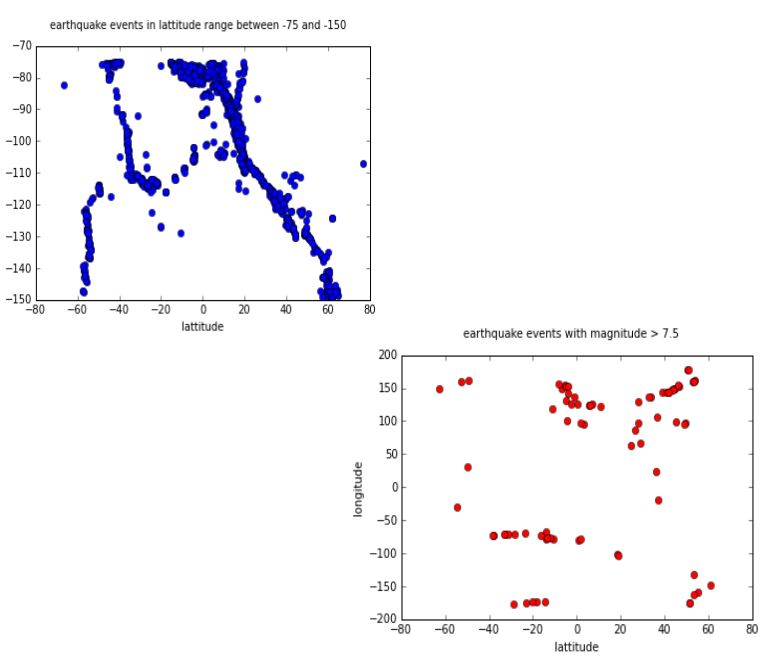 earthquake events in lattitude range between -75 and -150
−70
−80
−90
−100
−110
−120
−130
−140
−150
−80 −60 −40 −20 0 20 40 60 80
lattitude
earthquake events with magnitude > 7.5
200
150
100
50
0
−50
−100
−150
−200
longitude
−80 −60 −40 −20 0 20 40 60 80
lattitude